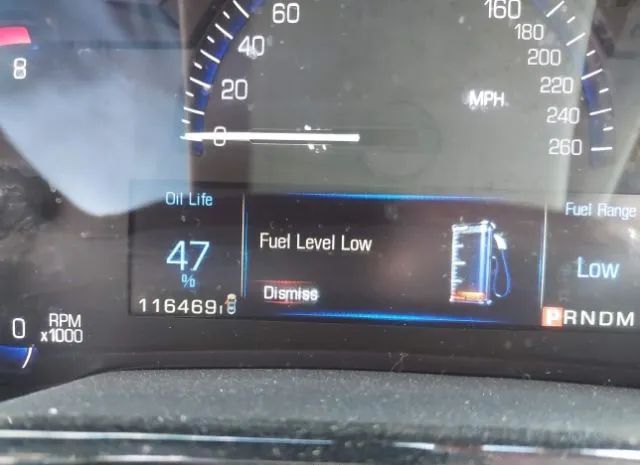 60
160
40
180
8
200
20
220
MPH
240
0
260
Oil Life
Fuel Range
47
%
Fuel Level Low
Low
Dismiss
116469
PRNDM
0
RPM
x1000